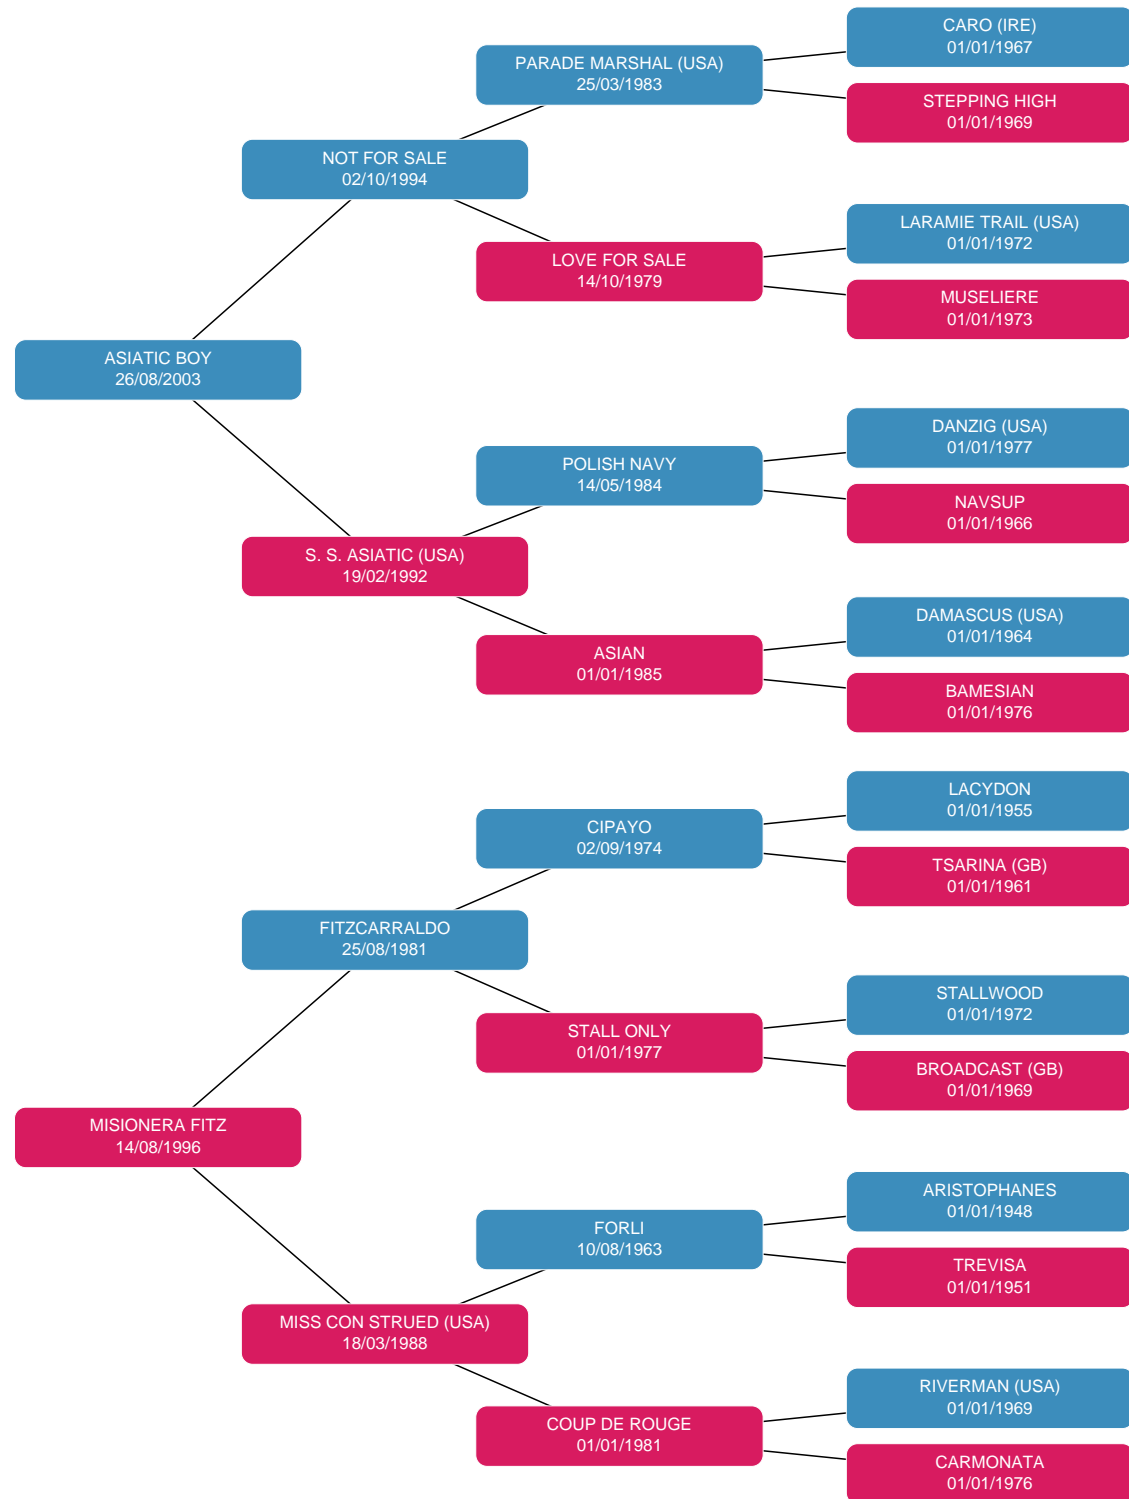 CARO (IRE)
01/01/1967
PARADE MARSHAL (USA)
25/03/1983
STEPPING HIGH
01/01/1969
NOT FOR SALE
02/10/1994
LARAMIE TRAIL (USA)
01/01/1972
LOVE FOR SALE
14/10/1979
MUSELIERE
01/01/1973
ASIATIC BOY
26/08/2003
DANZIG (USA)
01/01/1977
POLISH NAVY
14/05/1984
NAVSUP
01/01/1966
S. S. ASIATIC (USA)
19/02/1992
DAMASCUS (USA)
01/01/1964
ASIAN
01/01/1985
BAMESIAN
01/01/1976
LACYDON
01/01/1955
CIPAYO
02/09/1974
TSARINA (GB)
01/01/1961
FITZCARRALDO
25/08/1981
STALLWOOD
01/01/1972
STALL ONLY
01/01/1977
BROADCAST (GB)
01/01/1969
MISIONERA FITZ
14/08/1996
ARISTOPHANES
01/01/1948
FORLI
10/08/1963
TREVISA
01/01/1951
MISS CON STRUED (USA)
18/03/1988
RIVERMAN (USA)
01/01/1969
COUP DE ROUGE
01/01/1981
CARMONATA
01/01/1976